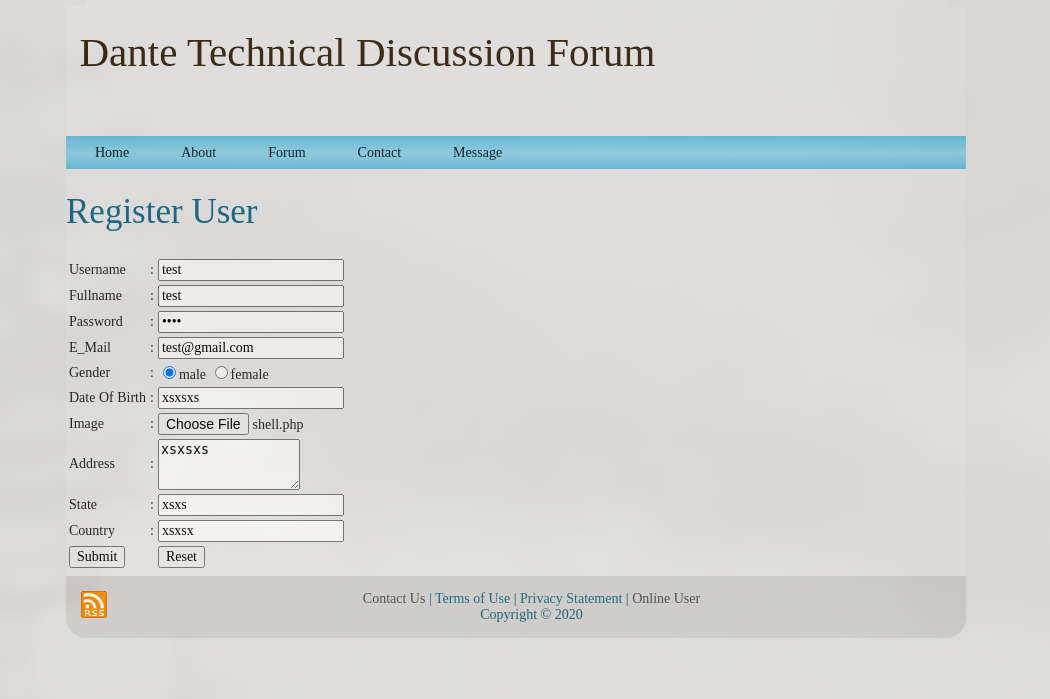 Dante Technical Discussion Forum
Home About Forum Contact Message
Register User
Username : test
Fullname : test
Password : ••••
E_Mail : test@gmail.com
Gender : male female
Date Of Birth : xsxsxs
Image : Choose File shell.php
Address : xsxsxs
State : xsxs
Country : xsxsx
Submit Reset
RSS Contact Us | Terms of Use | Privacy Statement | Online User
Copyright © 2020